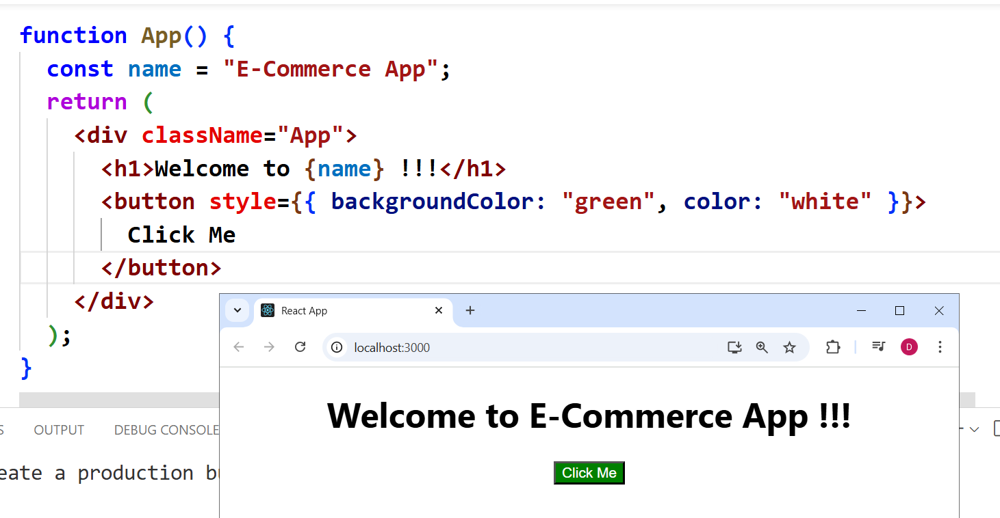 function App() {
const name = "E-Commerce App";
return (
<div className="App">
<h1>Welcome to {name} !!!</h1>
<button style={{ backgroundColor: "green", color: "white" }}>
Click Me
</button>
</div>
);
}
S OUTPUT DEBUG CONSOLE
eate a production
React App
localhost:3000
D
Welcome to E-Commerce App !!!
Click Me